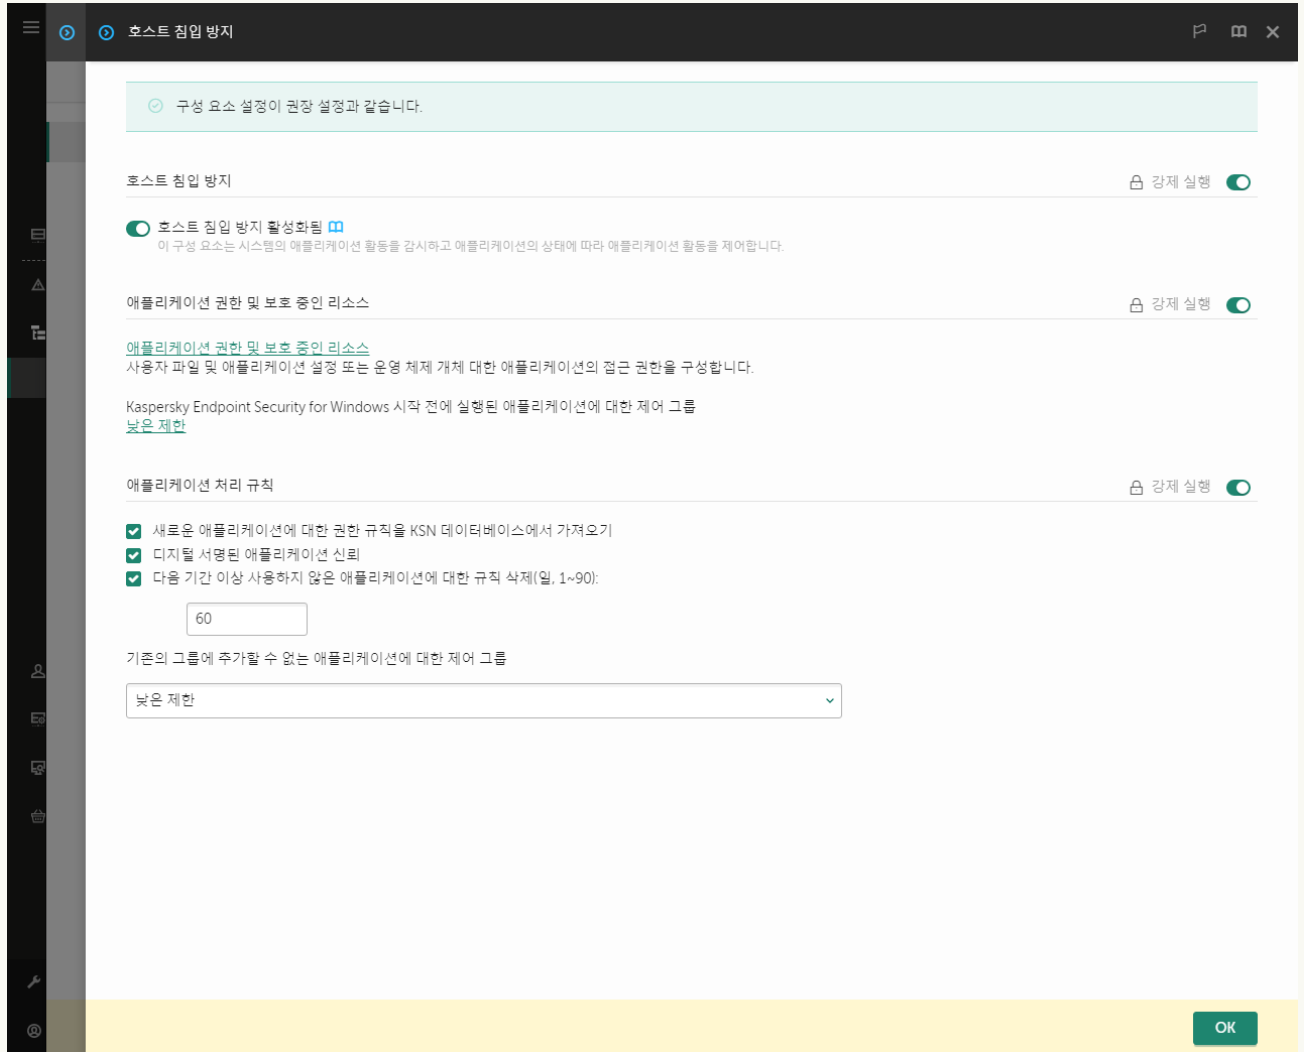 호스트 침입 방지
구성 요소 설정이 권장 설정과 같습니다.
호스트 침입 방지
강제 실행
호스트 침입 방지 활성화됨
이 구성 요소는 시스템의 애플리케이션 활동을 감시하고 애플리케이션의 상태에 따라 애플리케이션 활동을 제어합니다.
애플리케이션 권한 및 보호 중인 리소스
강제 실행
애플리케이션 권한 및 보호 중인 리소스
사용자 파일 및 애플리케이션 설정 또는 운영 체제 개체 대한 애플리케이션의 접근 권한을 구성합니다.
Kaspersky Endpoint Security for Windows 시작 전에 실행된 애플리케이션에 대한 제어 그룹
낮은 제한
애플리케이션 처리 규칙
강제 실행
새로운 애플리케이션에 대한 권한 규칙을 KSN 데이터베이스에서 가져오기
디지털 서명된 애플리케이션 신뢰
다음 기간 이상 사용하지 않은 애플리케이션에 대한 규칙 삭제(일, 1~90):
60
기존의 그룹에 추가할 수 없는 애플리케이션에 대한 제어 그룹
낮은 제한
OK